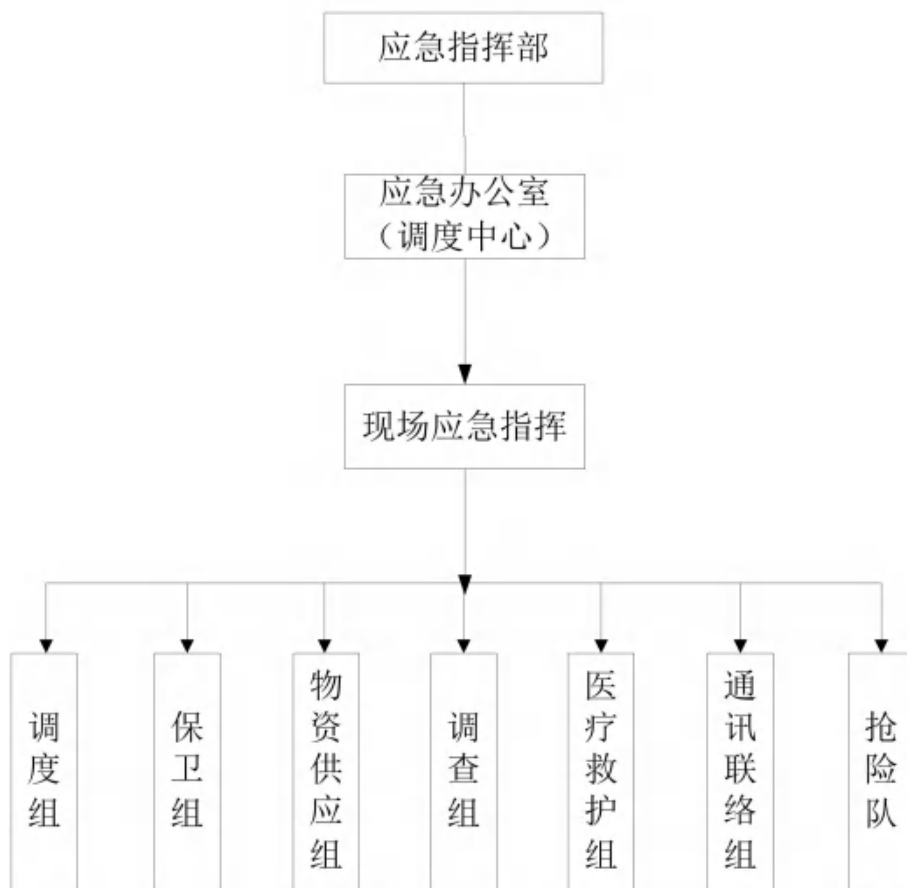 应急指挥部
应急办公室
（调度中心）
现场应急指挥
调度组
保卫组
物资供应组
调查组
医疗救护组
通讯联络组
抢险队